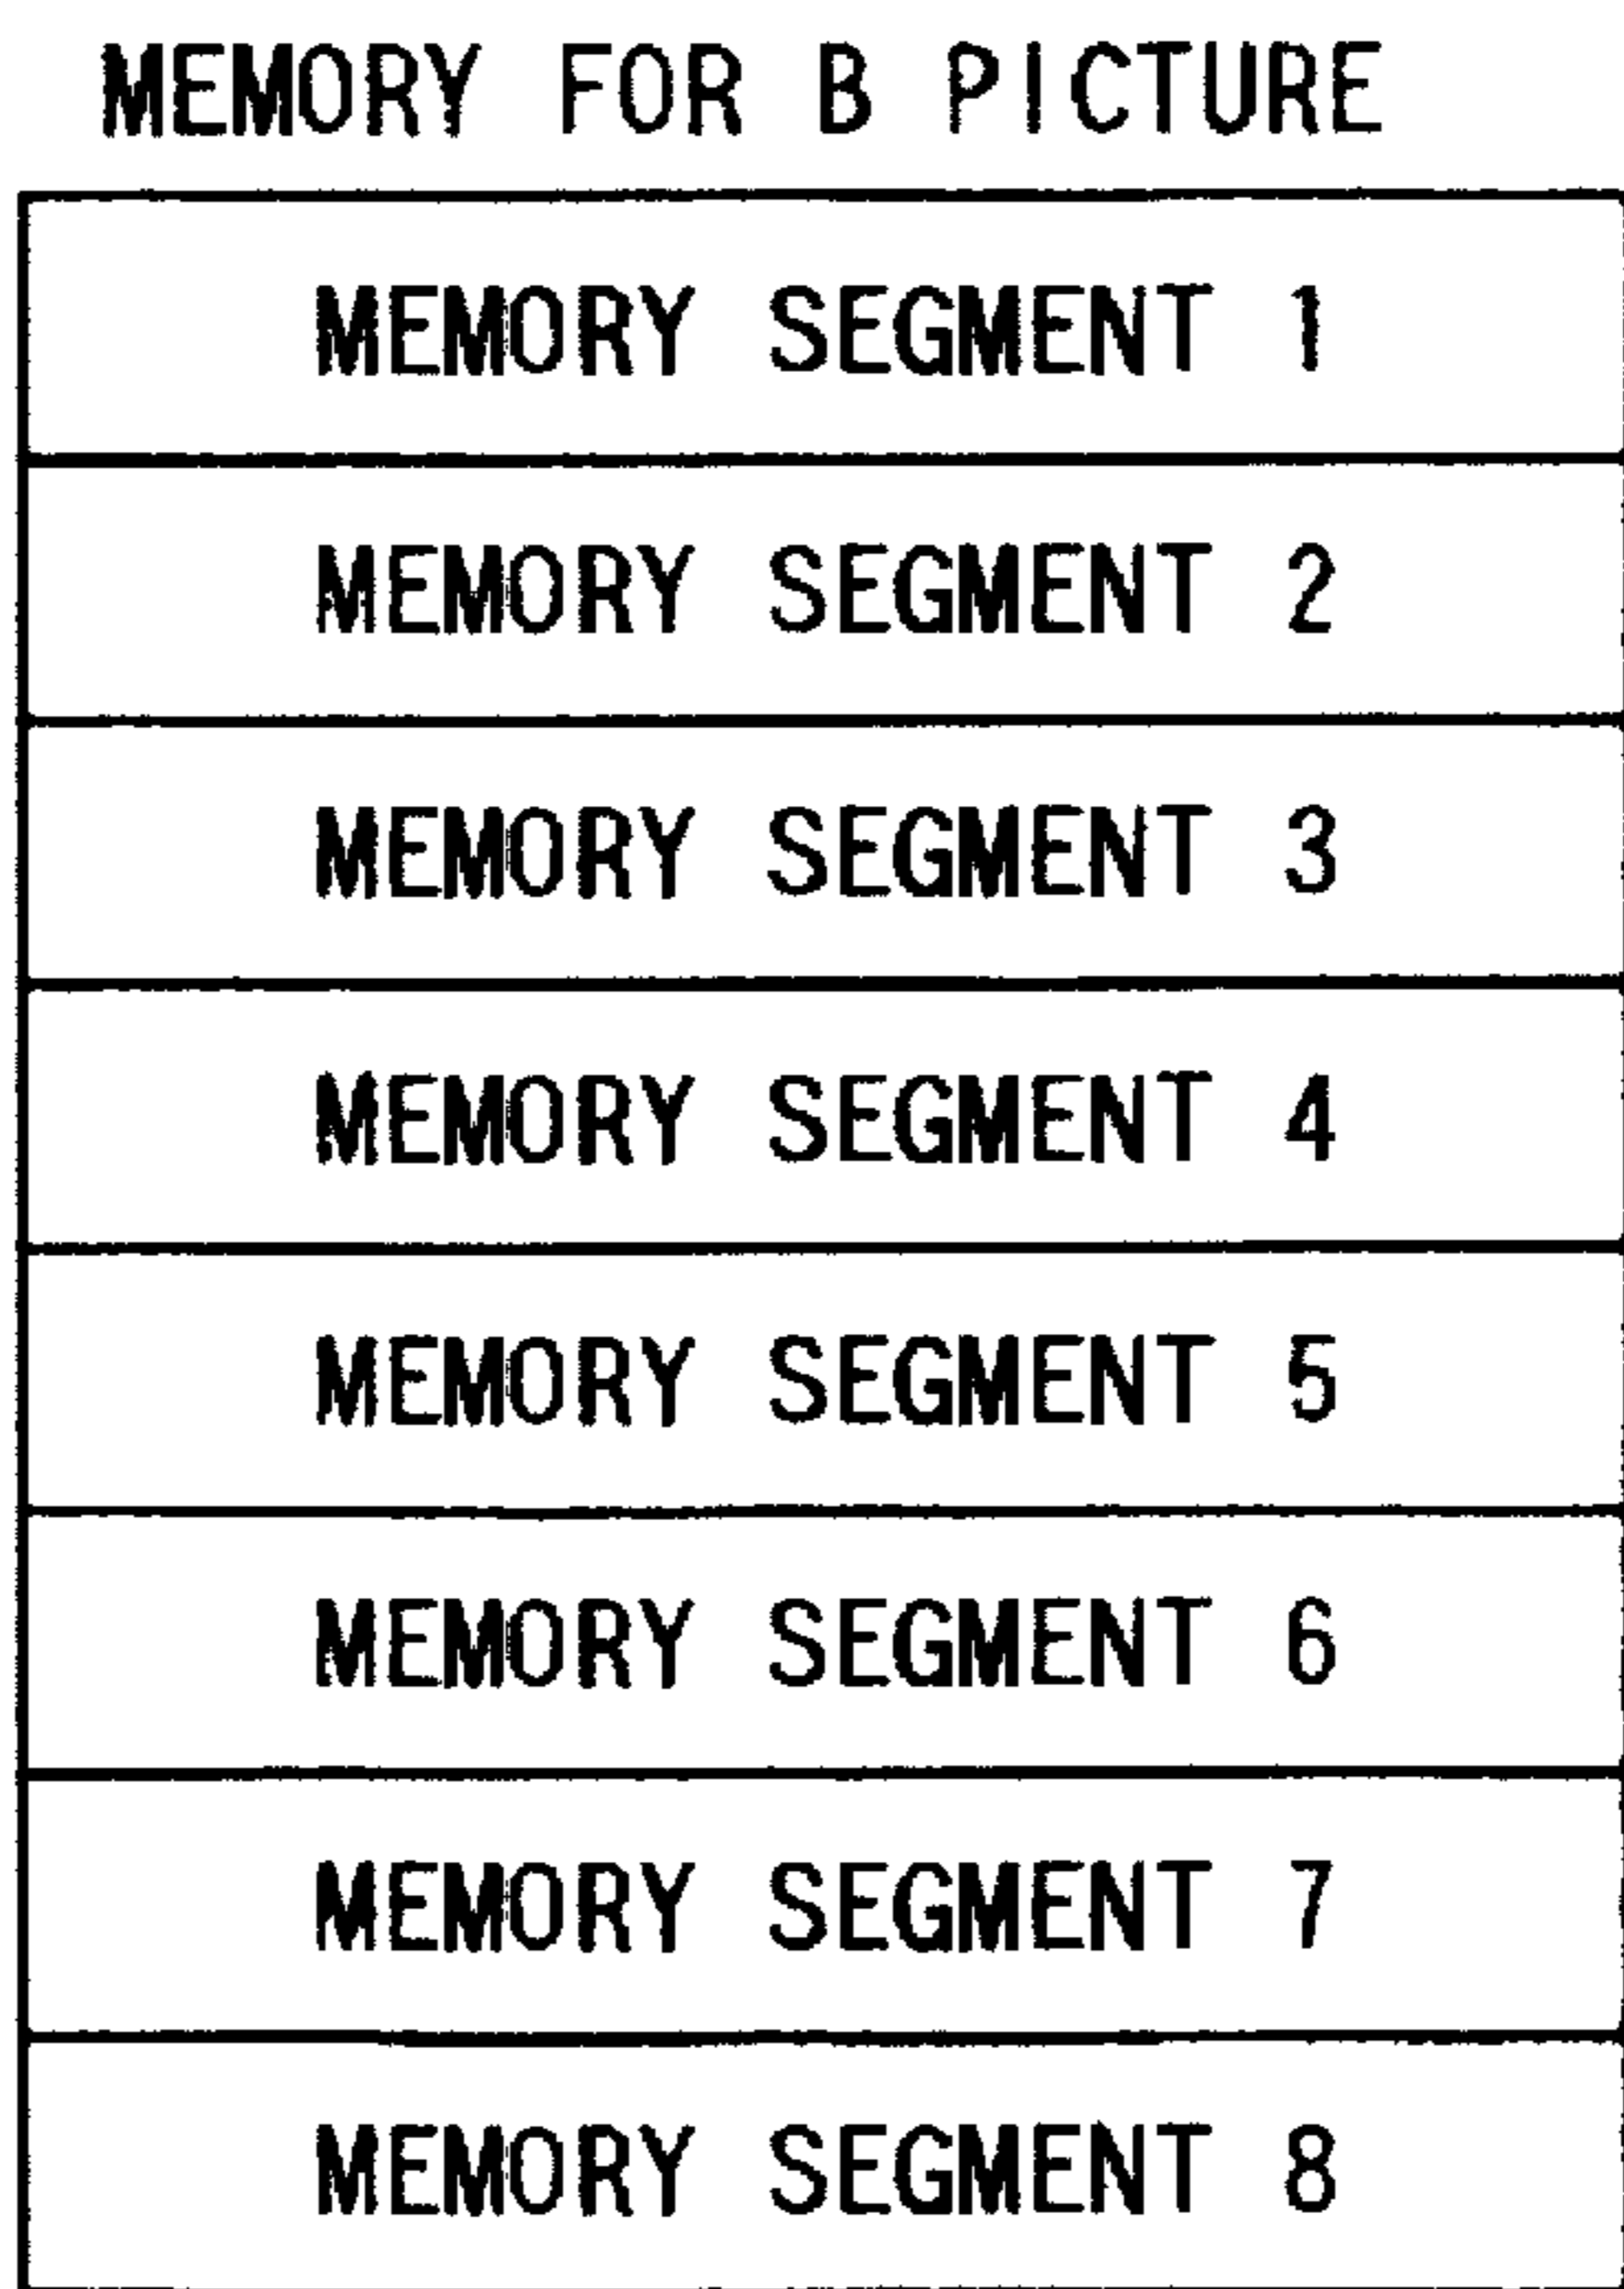 MEMORY FOR B PICTURE
MEMORY SEGMENT 1
MEMORY SEGMENT 2
MEMORY SEGMENT 3
MEMORY SEGMENT 4
MEMORY SEGMENT 5
MEMORY SEGMENT 6
MEMORY SEGMENT 7
MEMORY SEGMENT 8